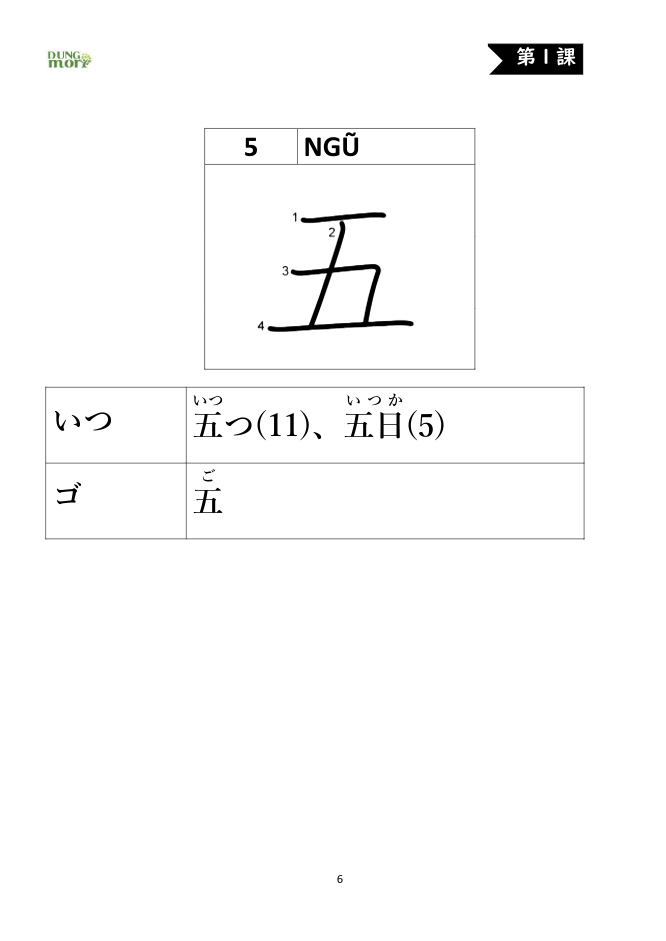 DUNG
mori
第1課
5 NGŨ
1
2
3
4
五
いつ
いつ いつか
五つ(11)、五日(5)
ゴ
ご
五
6